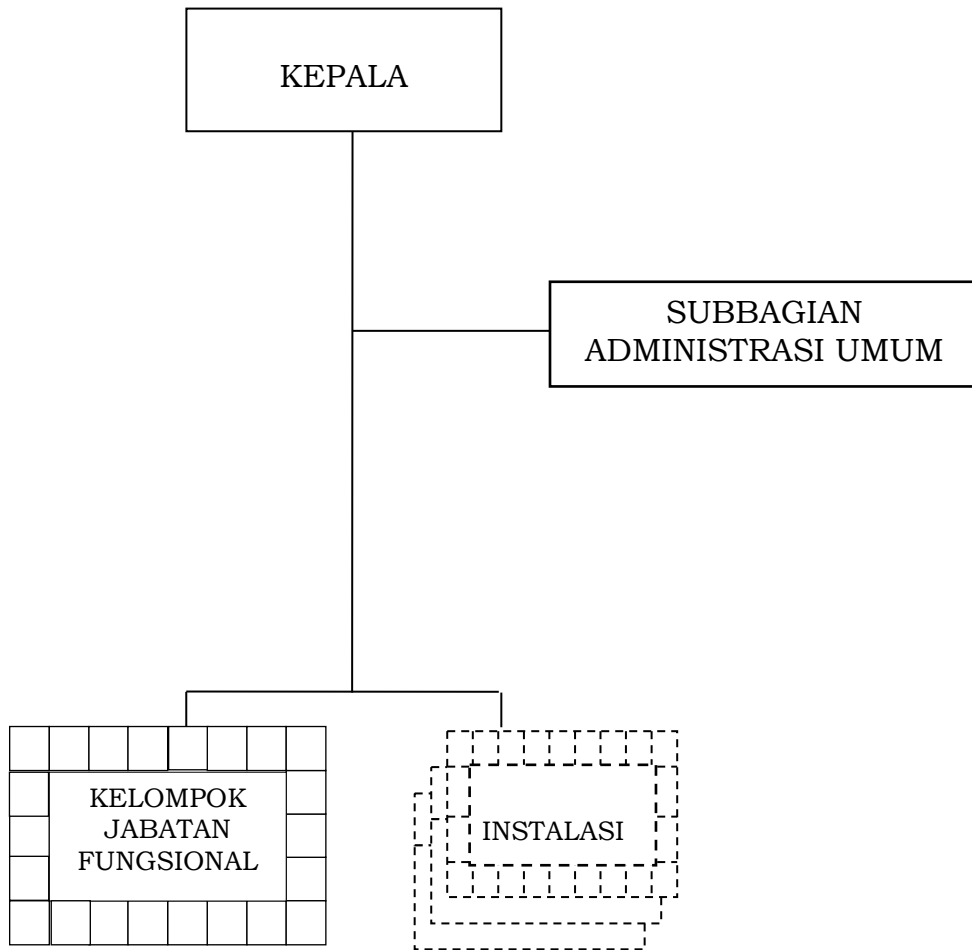 KEPALA
SUBBAGIAN
ADMINISTRASI UMUM
KELOMPOK
JABATAN
FUNGSIONAL
INSTALASI